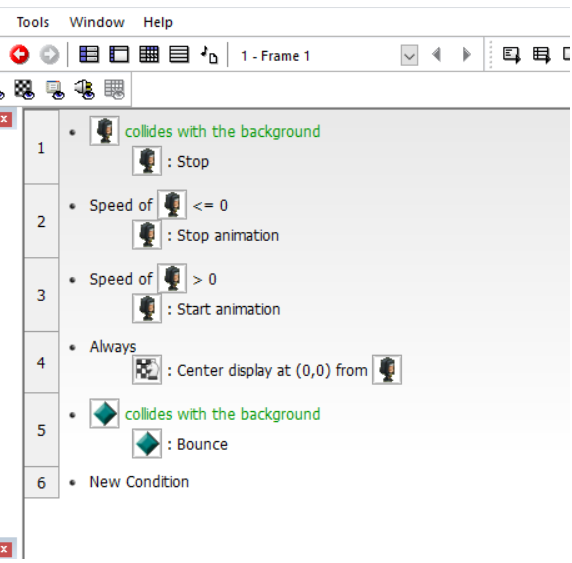 Tools Window Help
1 - Frame 1
1
• collides with the background
: Stop
2
• Speed of <= 0
: Stop animation
3
• Speed of > 0
: Start animation
4
• Always
: Center display at (0,0) from
5
• collides with the background
: Bounce
6 • New Condition